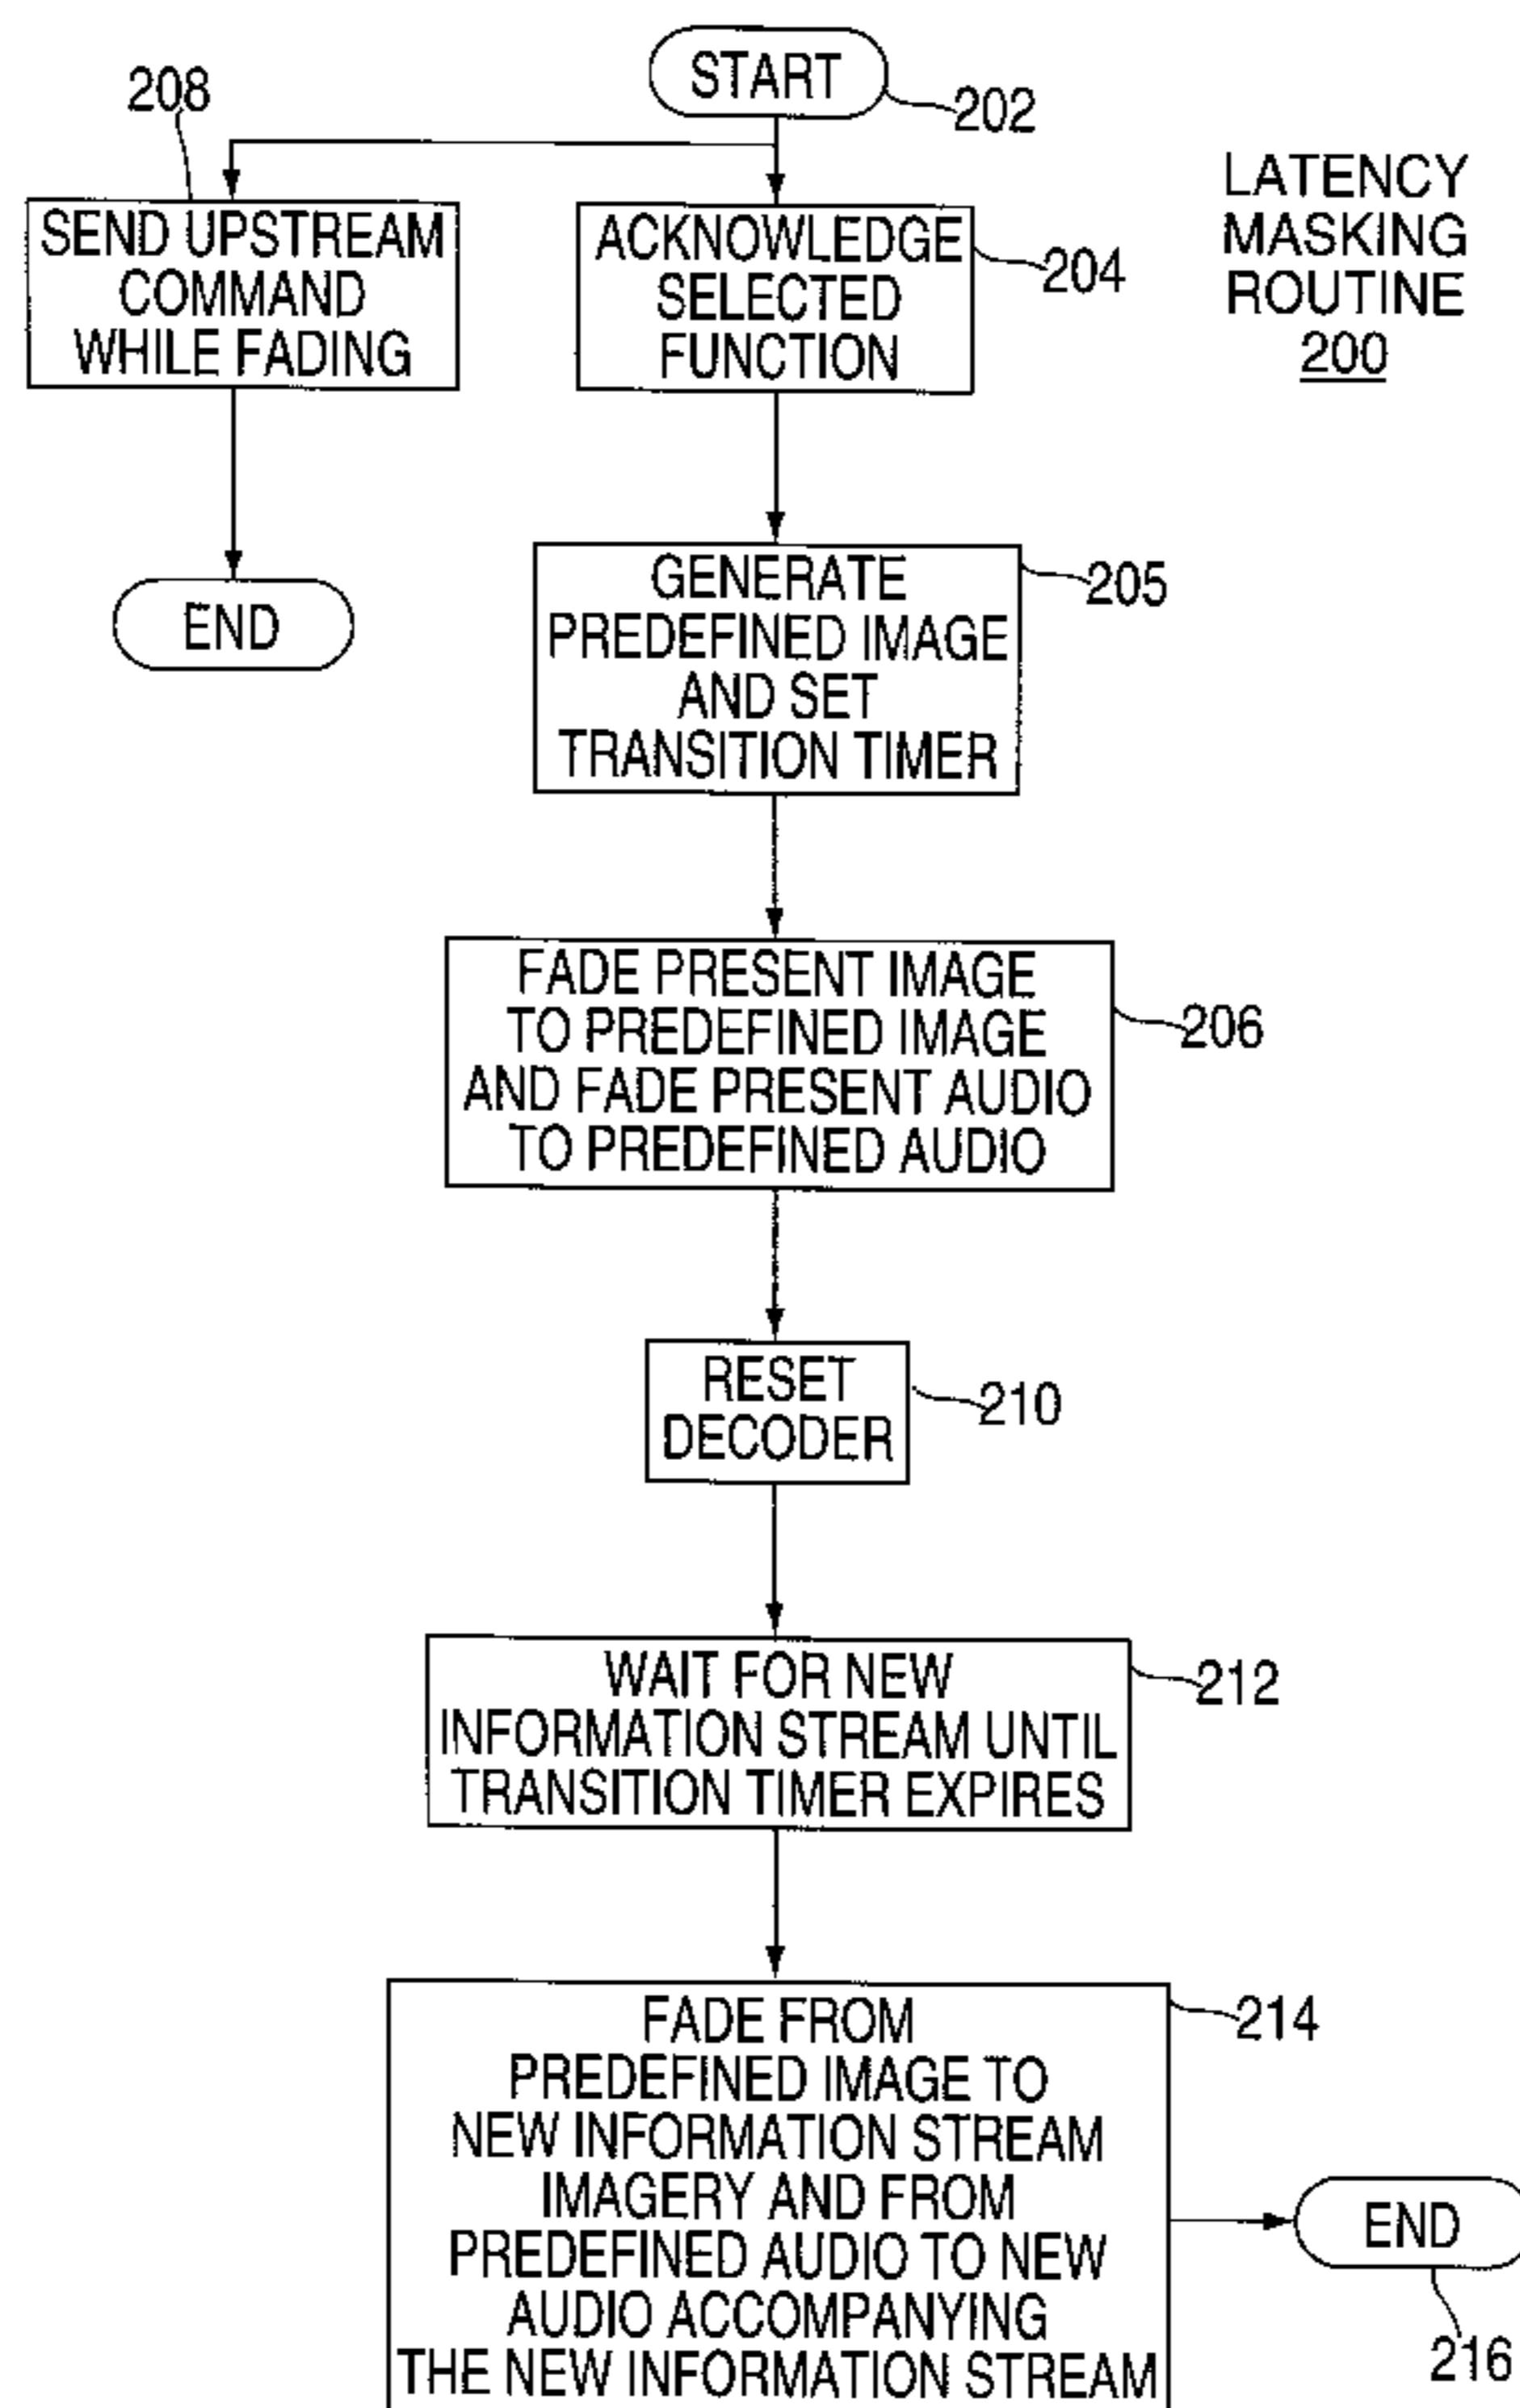 START
202
208
LATENCY
MASKING
ROUTINE
200
SEND UPSTREAM
COMMAND
WHILE FADING
ACKNOWLEDGE
SELECTED
FUNCTION
204
END
GENERATE
PREDEFINED IMAGE
AND SET
TRANSITION TIMER
205
FADE PRESENT IMAGE
TO PREDEFINED IMAGE
AND FADE PRESENT AUDIO
TO PREDEFINED AUDIO
206
RESET
DECODER
210
WAIT FOR NEW
INFORMATION STREAM UNTIL
TRANSITION TIMER EXPIRES
212
FADE FROM
PREDEFINED IMAGE TO
NEW INFORMATION STREAM
IMAGERY AND FROM
PREDEFINED AUDIO TO NEW
AUDIO ACCOMPANYING
THE NEW INFORMATION STREAM
214
END
216